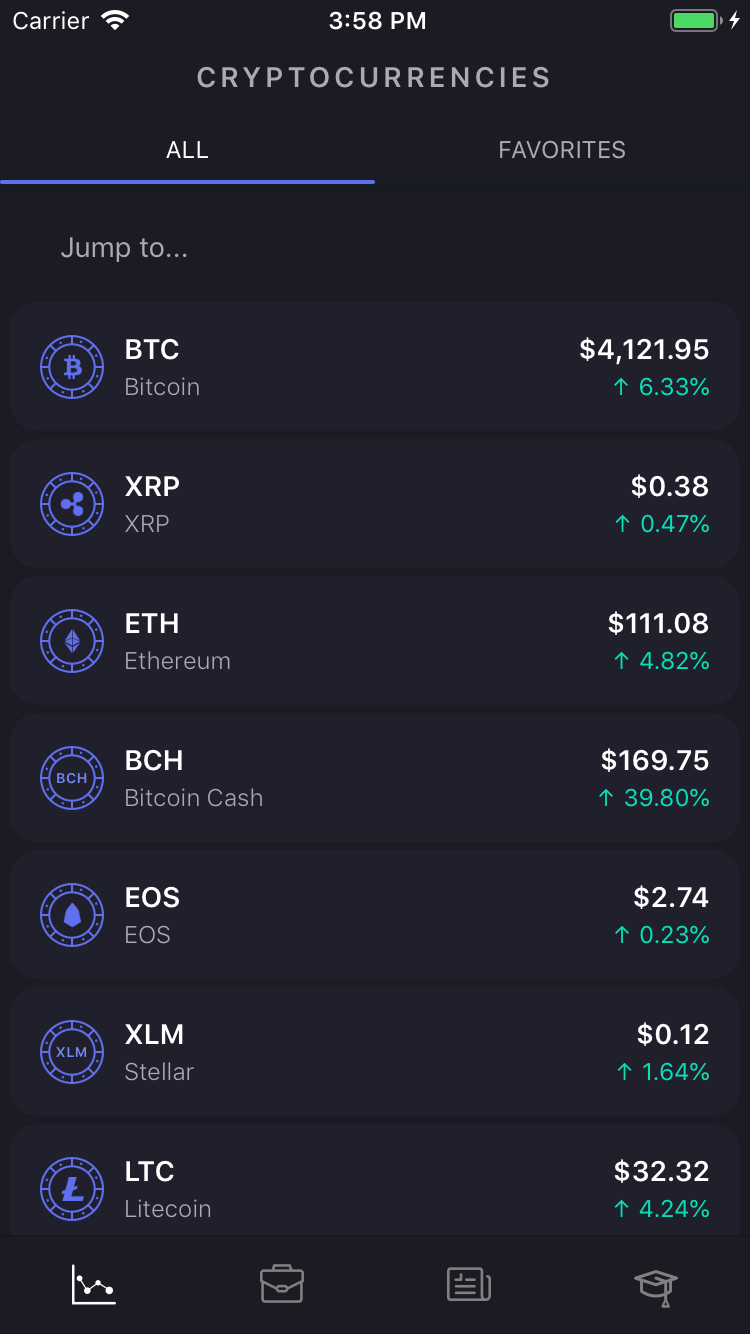 Carrier 3:58 PM
CRYPTOCURRENCIES
ALL FAVORITES
Jump to...
BTC $4,121.95
Bitcoin ↑ 6.33%
XRP $0.38
XRP ↑ 0.47%
ETH $111.08
Ethereum ↑ 4.82%
BCH BCH $169.75
Bitcoin Cash ↑ 39.80%
EOS $2.74
EOS ↑ 0.23%
XLM XLM $0.12
Stellar ↑ 1.64%
LTC $32.32
Litecoin ↑ 4.24%